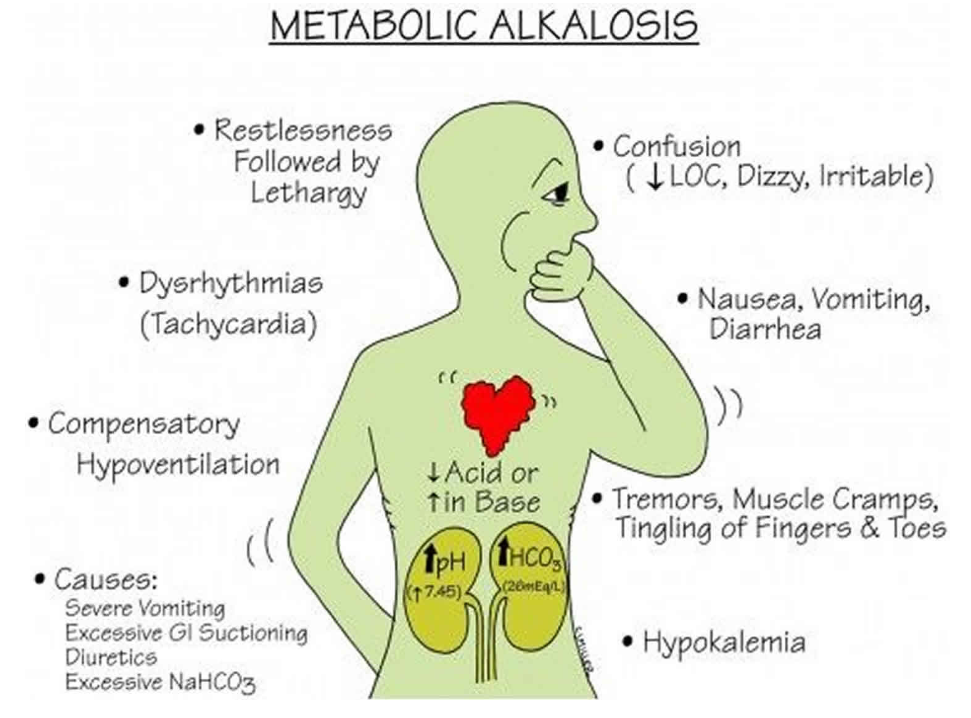 METABOLIC ALKALOSIS
• Restlessness
Followed by
Lethargy
• Confusion
( ↓LOC, Dizzy, Irritable)
• Dysrhythmias
(Tachycardia)
• Nausea, Vomiting,
Diarrhea
• Compensatory
Hypoventilation
↓Acid or
↑in Base
• Tremors, Muscle Cramps,
Tingling of Fingers & Toes
↑pH
(↑7.45)
↑HCO3
(26mEq/L)
• Causes:
Severe Vomiting
Excessive GI Suctioning
Diuretics
Excessive NaHCO3
• Hypokalemia